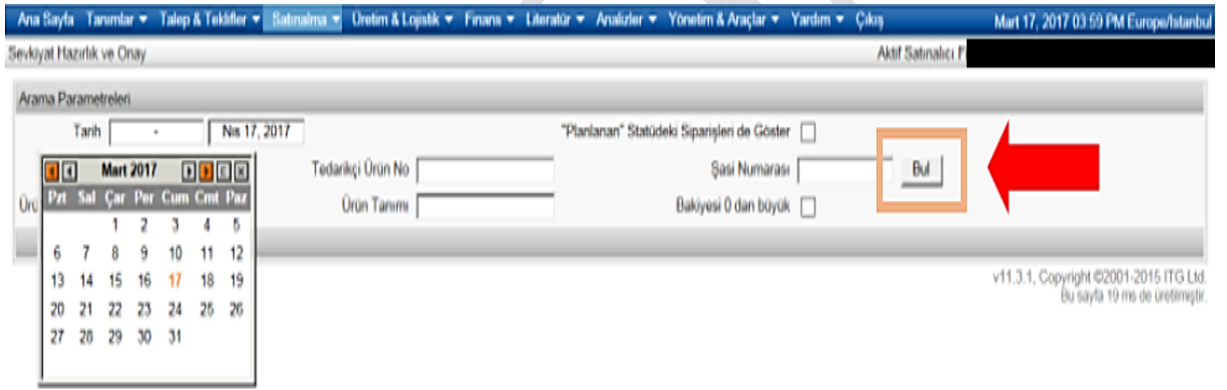 Ana Sayfa Tanımlar Talep & Teklifler Satınalma Üretim & Lojistik Finans Literatür Analizler Yönetim & Araçlar Yardım Çıkış Mart 17, 2017 03:59 PM Europe/Istanbul
Sevkiyat Hazırlık ve Onay Aktif Satınalıcı
Arama Parametreleri
Tarih - Nis 17, 2017 "Planlanan" Statüdeki Siparişleri de Göster
Mart 2017 Tedarikçi Ürün No Şasi Numarası Bul
Prt Sal Çar Per Cum Cmt Paz
Ürün Tanımı Bakiyesi 0 dan büyük
1 2 3 4 5
6 7 8 9 10 11 12
13 14 15 16 17 18 19
20 21 22 23 24 25 26
27 28 29 30 31
v11.3.1, Copyright ©2001-2015 ITG Ltd.
Bu sayfa 19 ms de üretilmiştir.